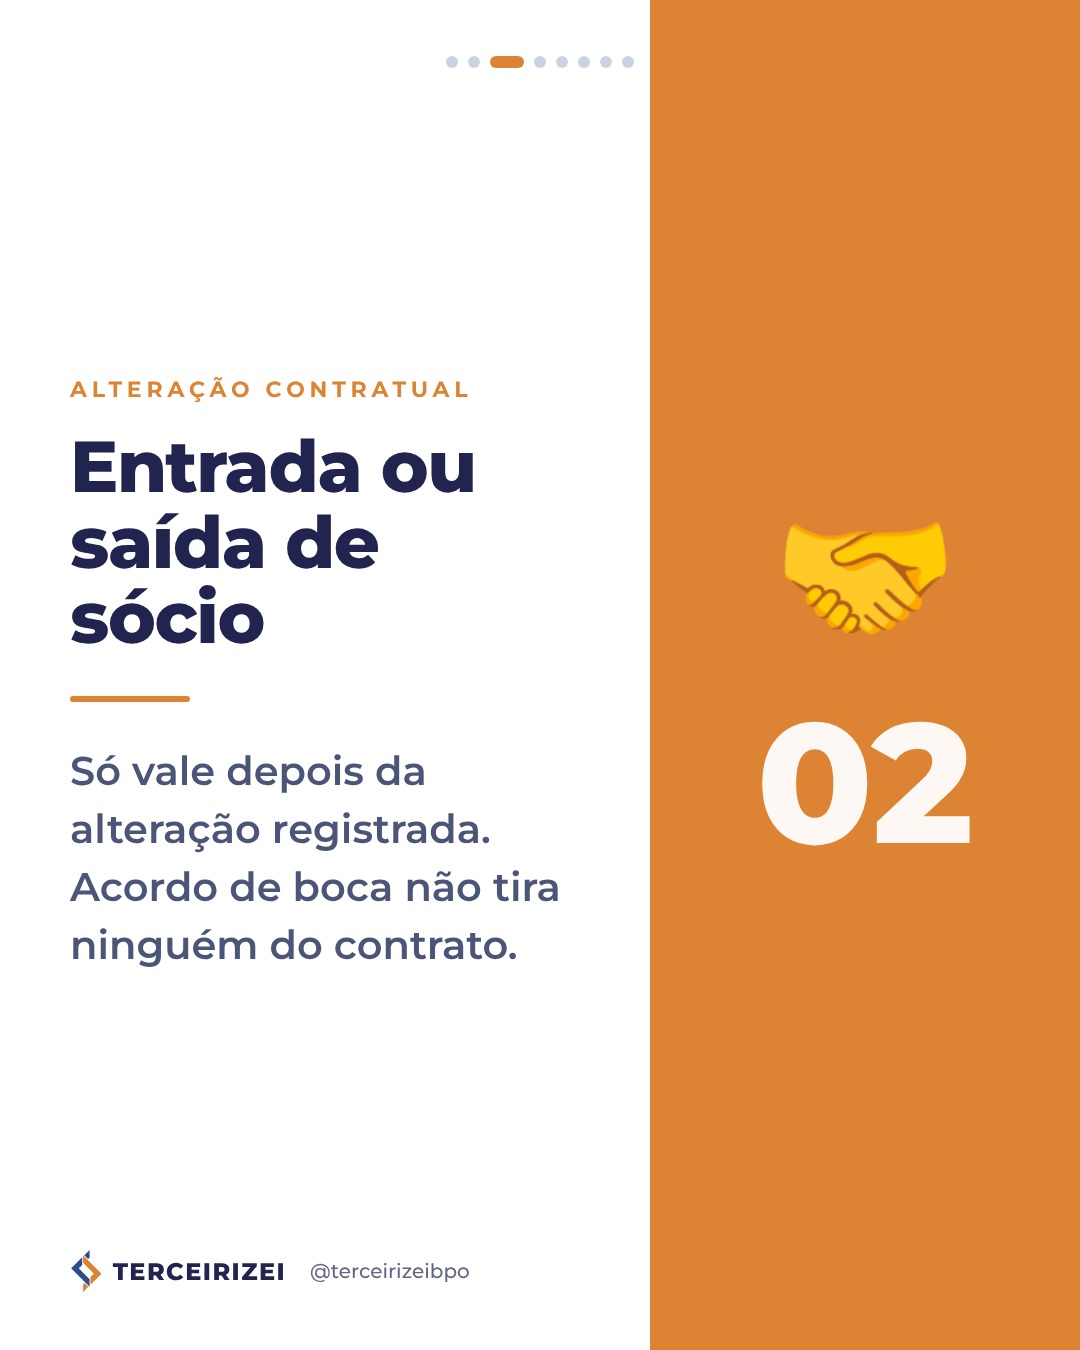 ALTERAÇÃO CONTRATUAL
Entrada ou
saída de
sócio
Só vale depois da
alteração registrada.
Acordo de boca não tira
ninguém do contrato.
02
TERCEIRIZEI @terceirizeibpo